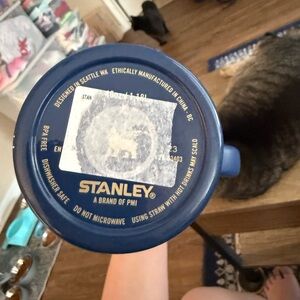 DESIGNED IN SEATTLE WA
ETHICALLY MANUFACTURED IN CHINA
BPA FREE
DISHWASHER SAFE
DO NOT MICROWAVE
USING STRAW WITH HOT DRINKS MAY SCALD
STANLEY®
A BRAND OF PMI